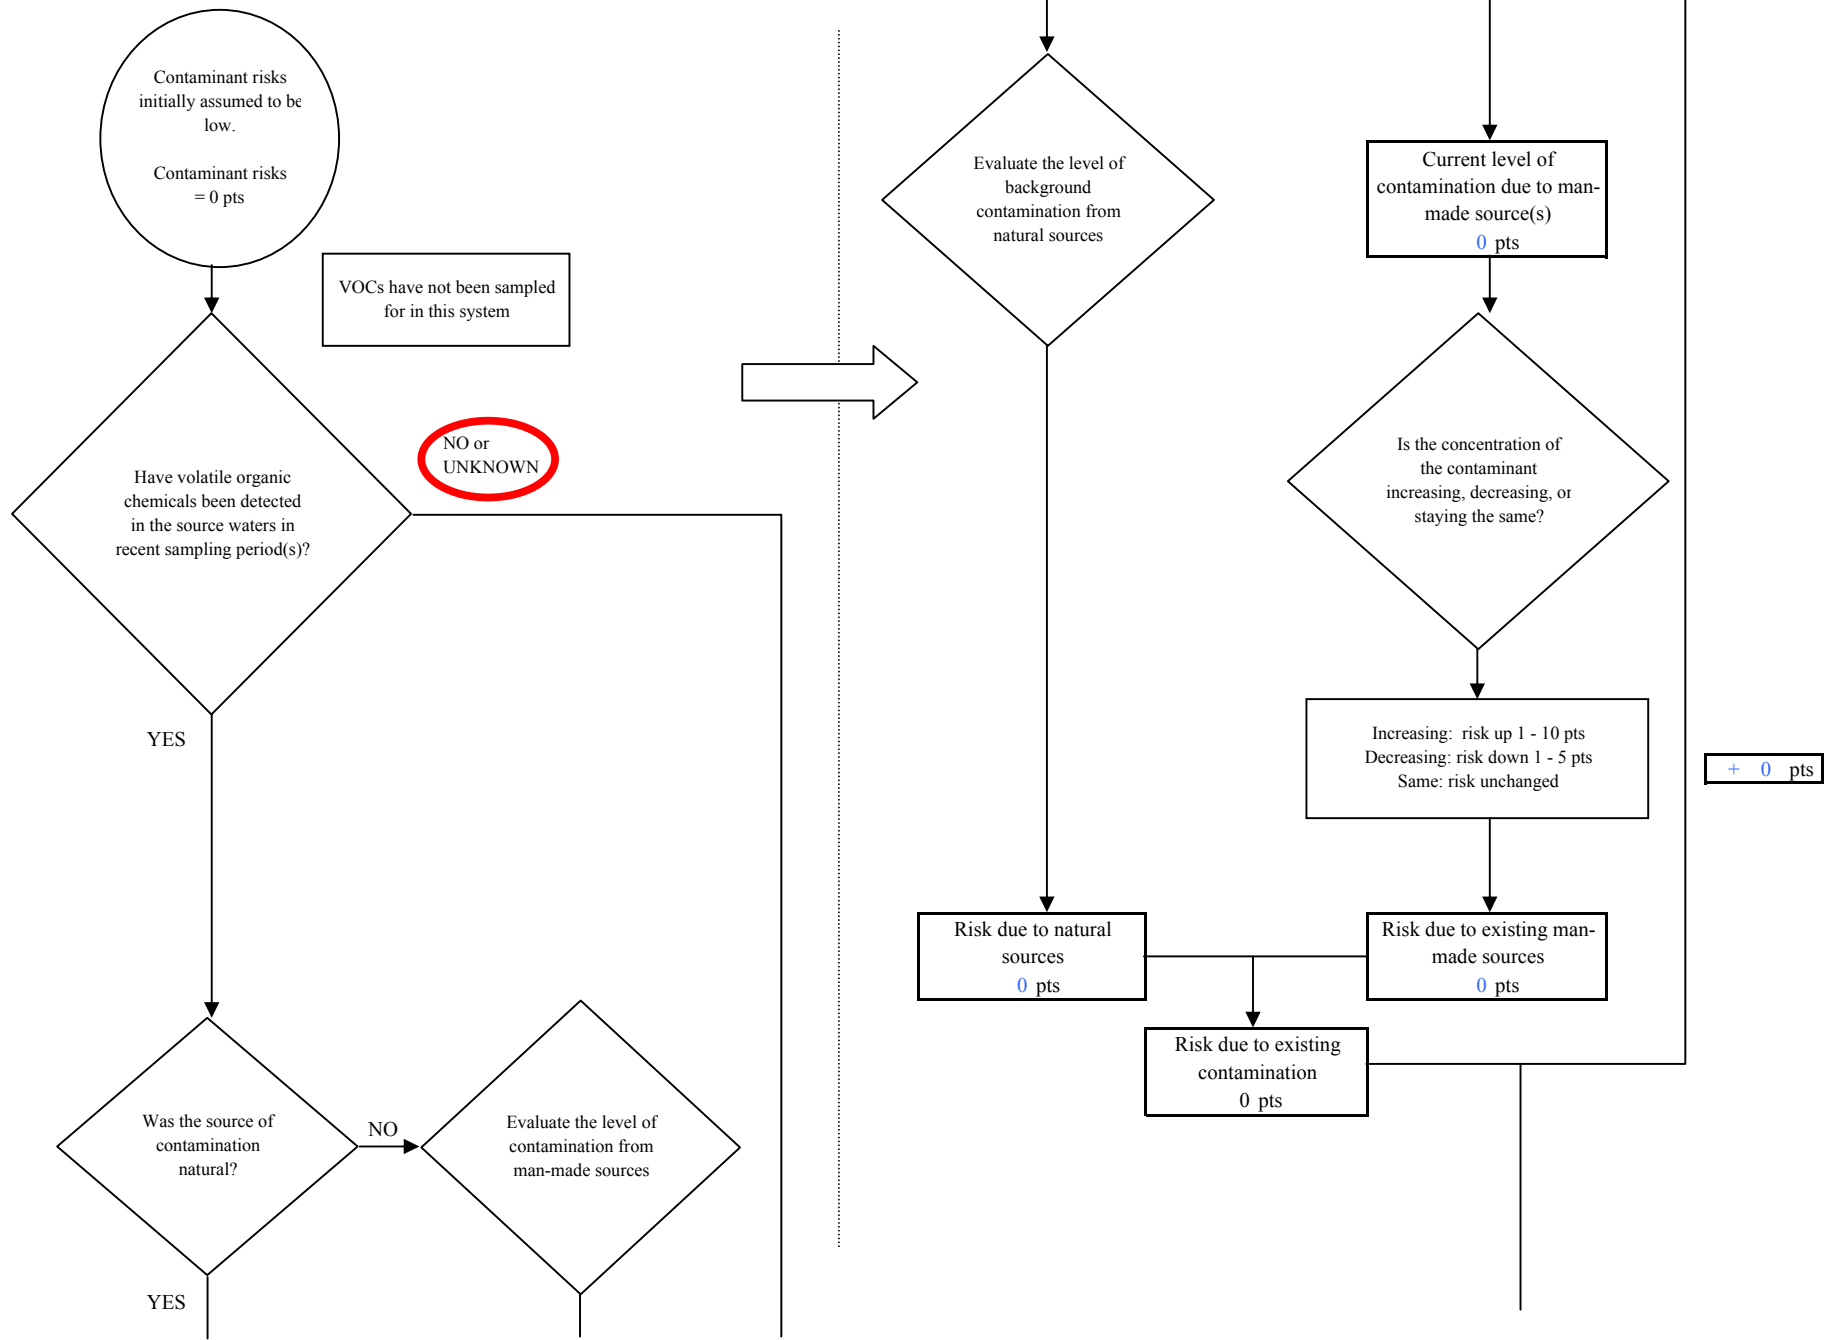 Contaminant risks
initially assumed to be
low.
Contaminant risks
= 0 pts
VOCs have not been sampled
for in this system
NO or
UNKNOWN
Have volatile organic
chemicals been detected
in the source waters in
recent sampling period(s)?
YES
Was the source of
contamination
natural?
NO
Evaluate the level of
contamination from
man-made sources
YES
Evaluate the level of
background
contamination from
natural sources
Current level of
contamination due to man-
made source(s)
0 pts
Is the concentration of
the contaminant
increasing, decreasing, or
staying the same?
Increasing: risk up 1 - 10 pts
Decreasing: risk down 1 - 5 pts
Same: risk unchanged
+ 0 pts
Risk due to natural
sources
0 pts
Risk due to existing man-
made sources
0 pts
Risk due to existing
contamination
0 pts